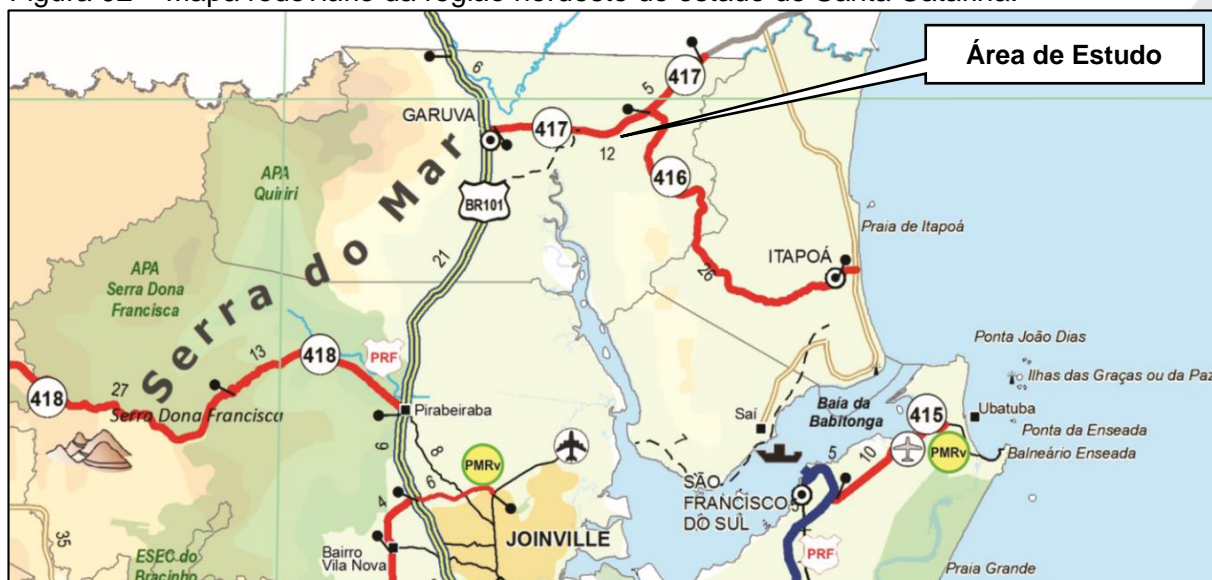 Figura 02 – Mapa rodoviário da região nordeste do estado de Santa Catarina.
Área de Estudo
6
5
417
GARUVA
417
12
416
Serra do Mar
APA
Quiriri
BR101
Praia de Itapoá
21
ITAPOÁ
26
APA
Serra Dona
Francisca
13
418
PRF
Ponta João Dias
27
418
Serra Dona Francisca
Pirabeiraba
Ilhas das Graças ou da Paz
Baía da
Babitonga
415
Ubatuba
Saí
Ponta da Enseada
6
8
PMRv
7
5
10
PMRv
Balneário Enseada
4
6
SÃO
FRANCISCO
DO SUL
5
35
JOINVILLE
Bairro
Vila Nova
PRF
ESEC do
Bracinho
Praia Grande